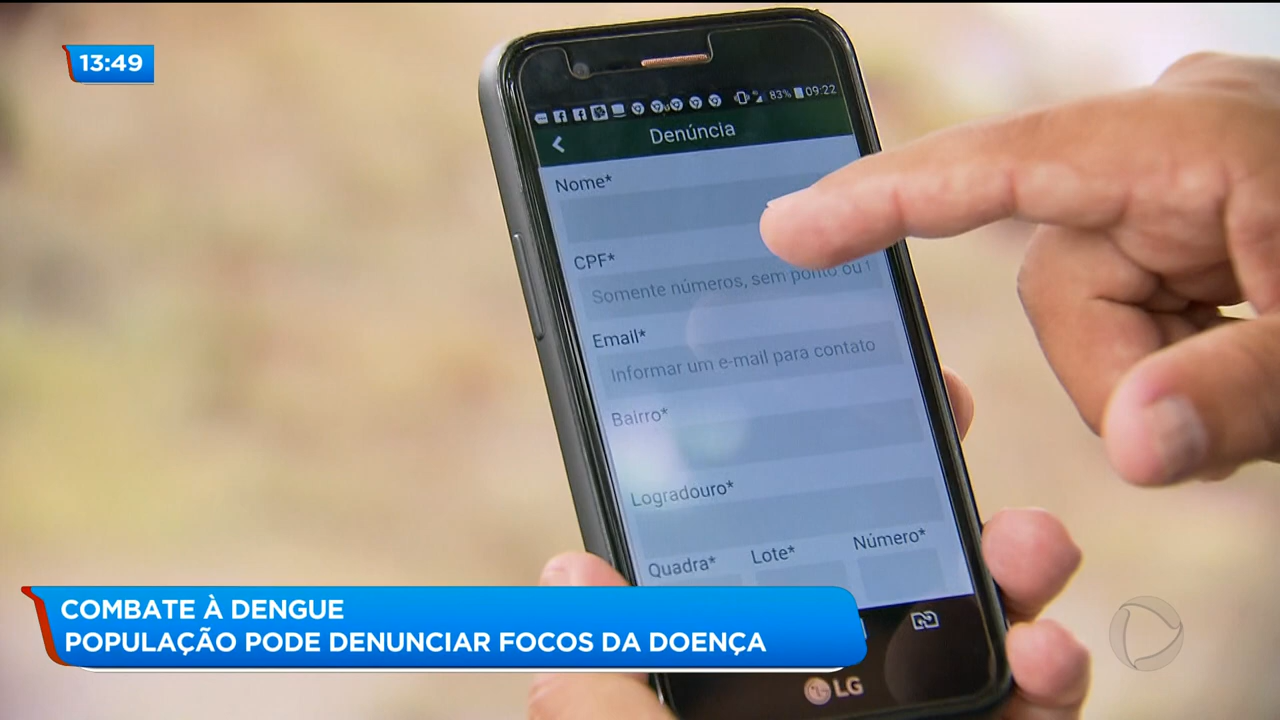 13:49
83% 09:22
Denúncia
Nome*
CPF*
Somente números, sem ponto ou
Email*
Informar um e-mail para contato
Bairro*
Logradouro*
Quadra* Lote* Número*
COMBATE À DENGUE
POPULAÇÃO PODE DENUNCIAR FOCOS DA DOENÇA
LG